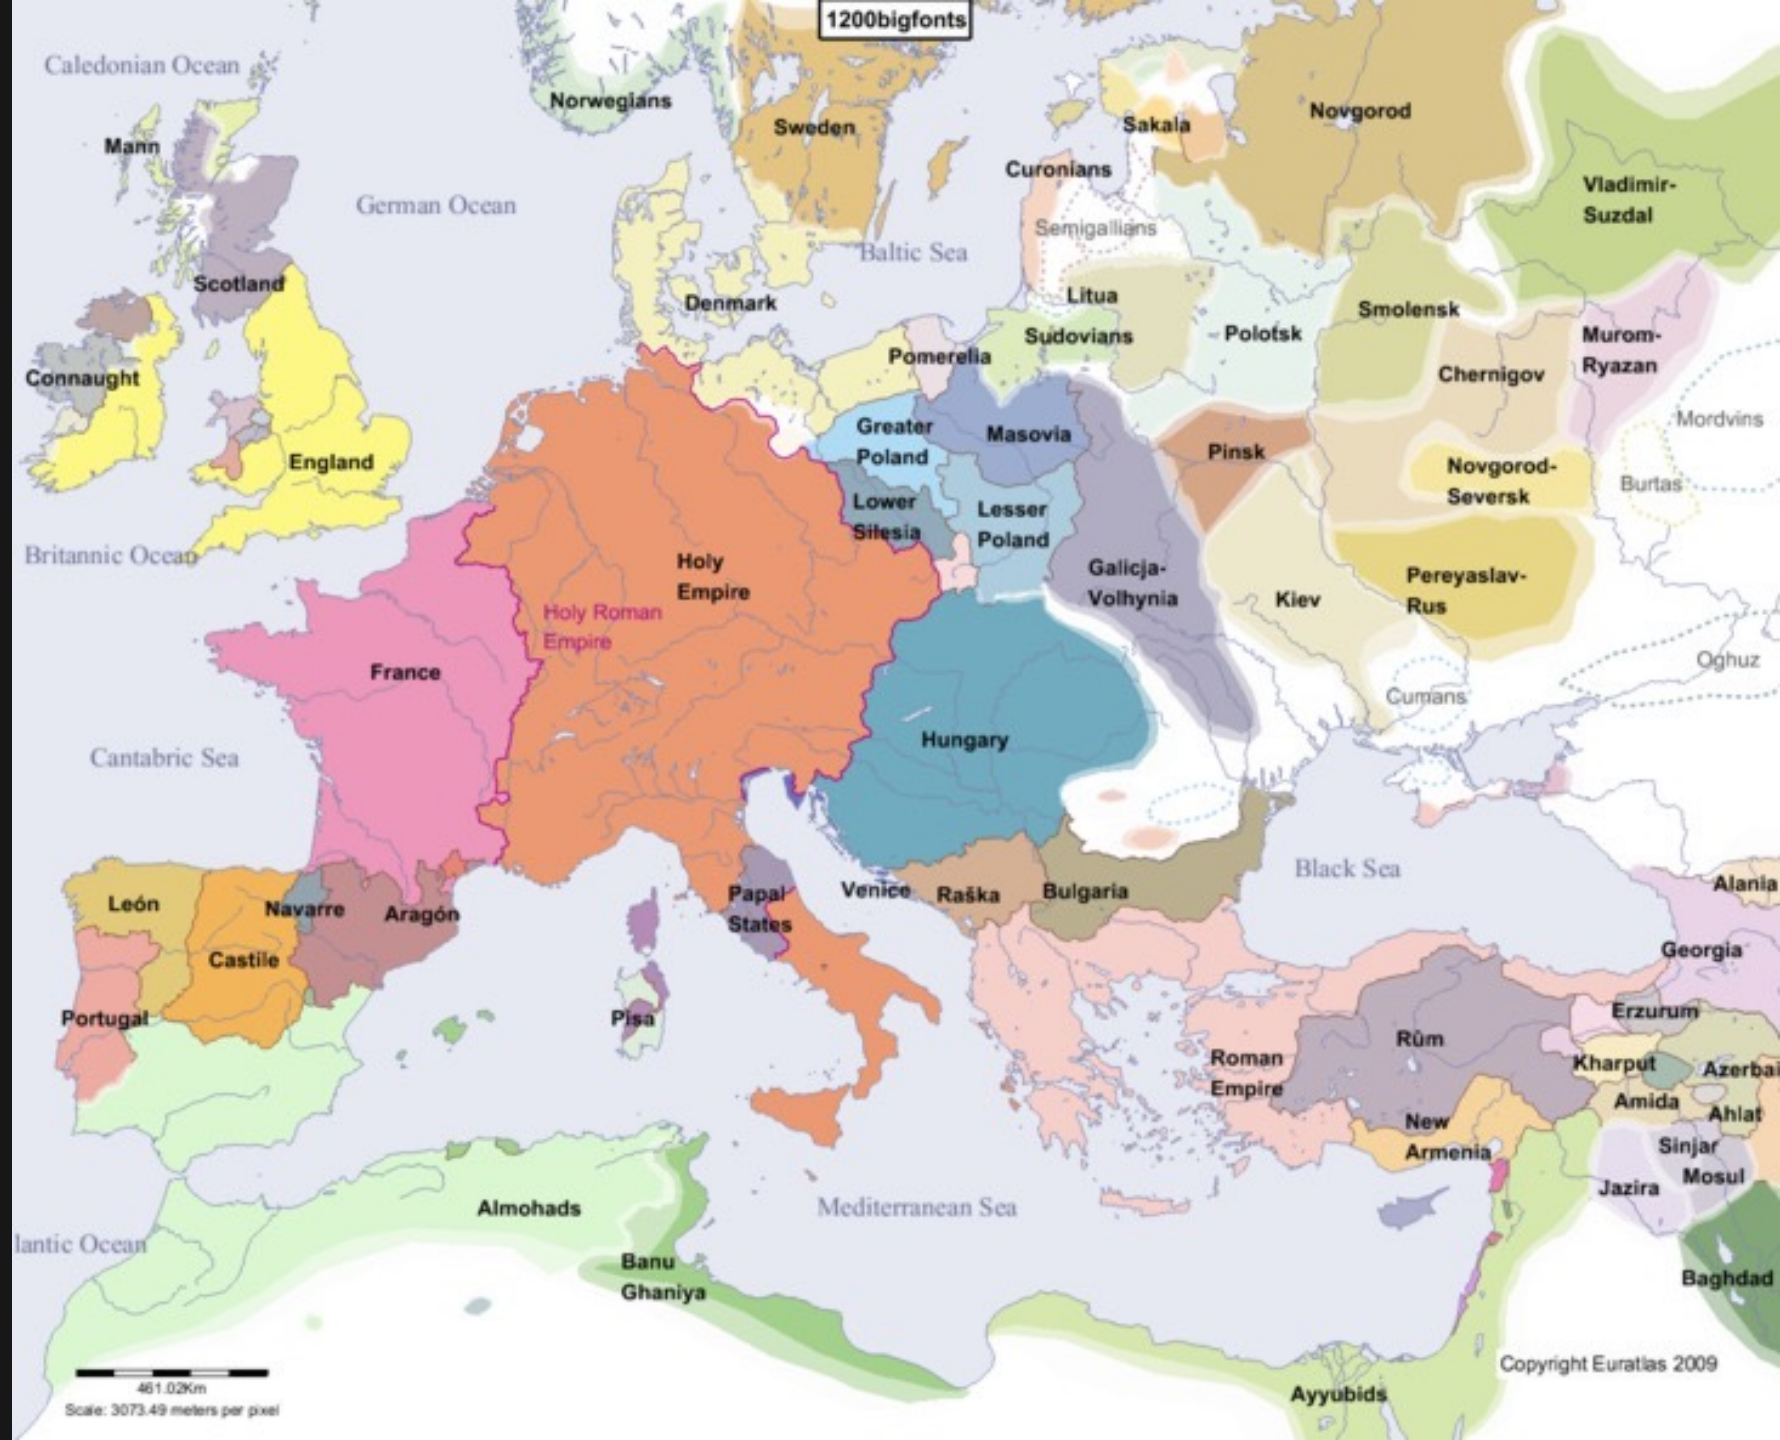 1200bigfonts
Caledonian Ocean
Norwegians
Sweden
Novgorod
Mann
Sakala
Curonians
Vladimir-
Suzdal
German Ocean
Semigallians
Baltic Sea
Scotland
Denmark
Litua
Smolensk
Sudovians
Polotsk
Murom-
Ryazan
Pomerelia
Connaught
Chernigov
Mordvins
Greater
Poland
Masovia
Pinsk
England
Novgorod-
Seversk
Burtas
Lower
Silesia
Lesser
Poland
Britannic Ocean
Holy
Empire
Galicja-
Volhynia
Pereyaslav-
Rus
Kiev
Holy Roman
Empire
France
Oghuz
Cumans
Hungary
Cantabric Sea
Black Sea
Alania
León
Navarre
Aragón
Papal
States
Venice
Raška
Bulgaria
Castile
Georgia
Portugal
Pisa
Erzurum
Rûm
Roman
Empire
Kharput
Azerbai
Amida
Ahlat
New
Armenia
Sinjar
Mosul
Jazira
Almohads
Mediterranean Sea
lantic Ocean
Banu
Ghaniya
Baghdad
Copyright Euratlas 2009
461.02Km
Ayyubids
Scale: 3073.49 meters per pixel